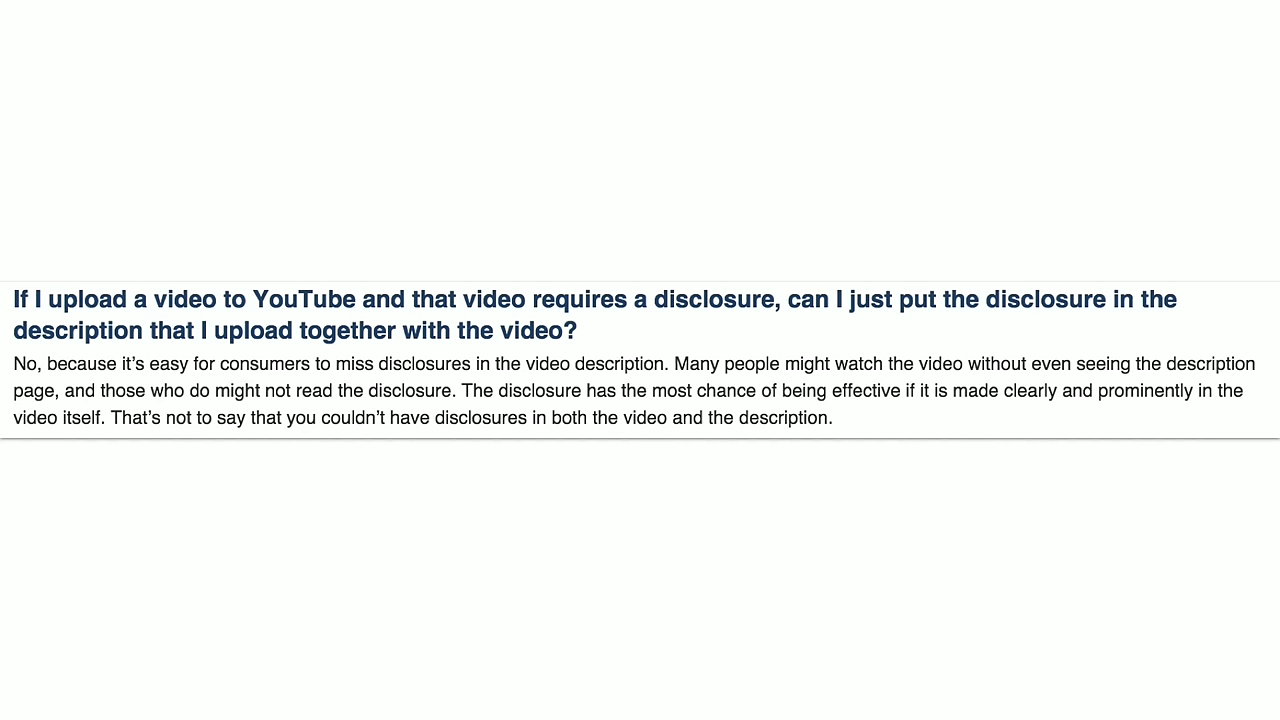 If I upload a video to YouTube and that video requires a disclosure, can I just put the disclosure in the
description that I upload together with the video?
No, because it’s easy for consumers to miss disclosures in the video description. Many people might watch the video without even seeing the description
page, and those who do might not read the disclosure. The disclosure has the most chance of being effective if it is made clearly and prominently in the
video itself. That’s not to say that you couldn’t have disclosures in both the video and the description.